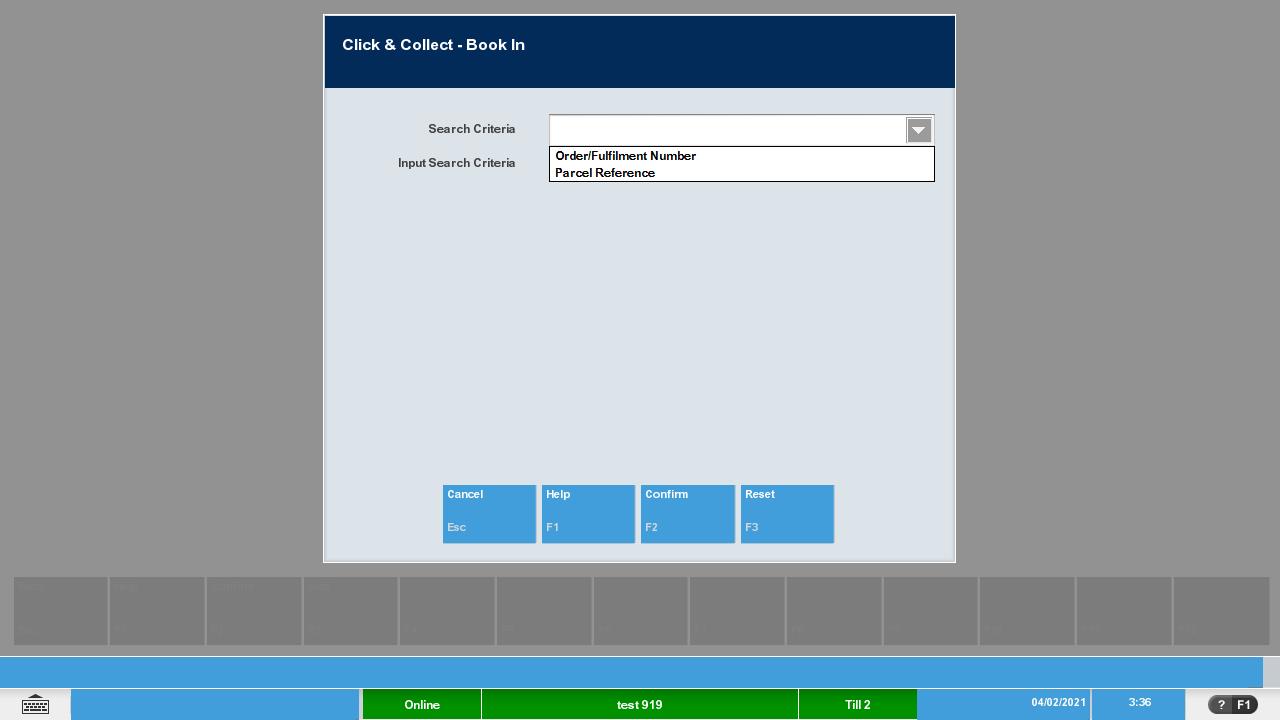 Click & Collect - Book In
Search Criteria
Order/Fulfilment Number
Input Search Criteria
Parcel Reference
Cancel
Help
Confirm
Reset
Esc
F1
F2
F3
Online
test 919
Till 2
04/02/2021
3:36
? F1